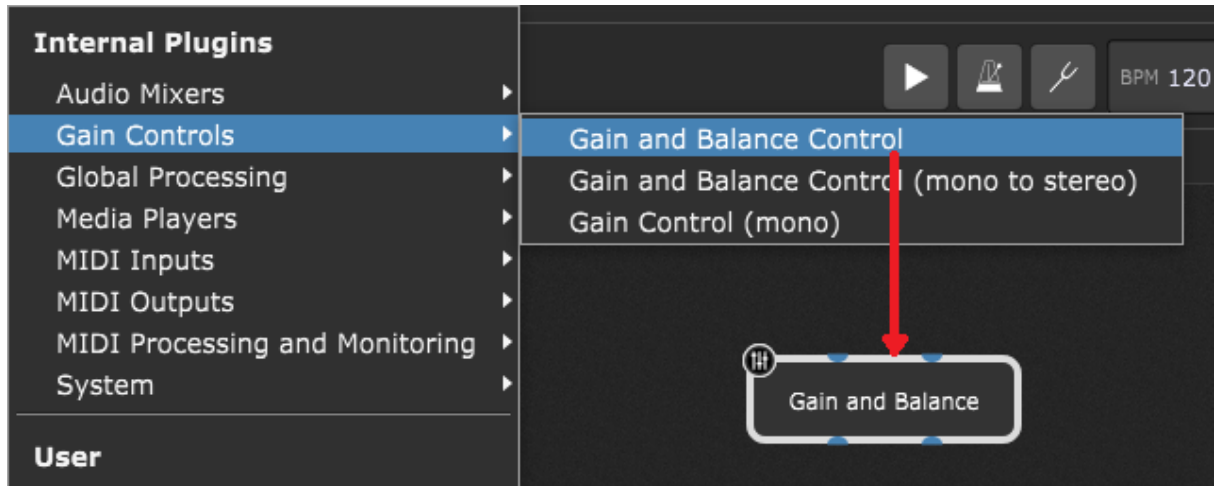 Internal Plugins
Audio Mixers
Gain Controls
Global Processing
Media Players
MIDI Inputs
MIDI Outputs
MIDI Processing and Monitoring
System
User
BPM 120
Gain and Balance Control
Gain and Balance Control (mono to stereo)
Gain Control (mono)
Gain and Balance